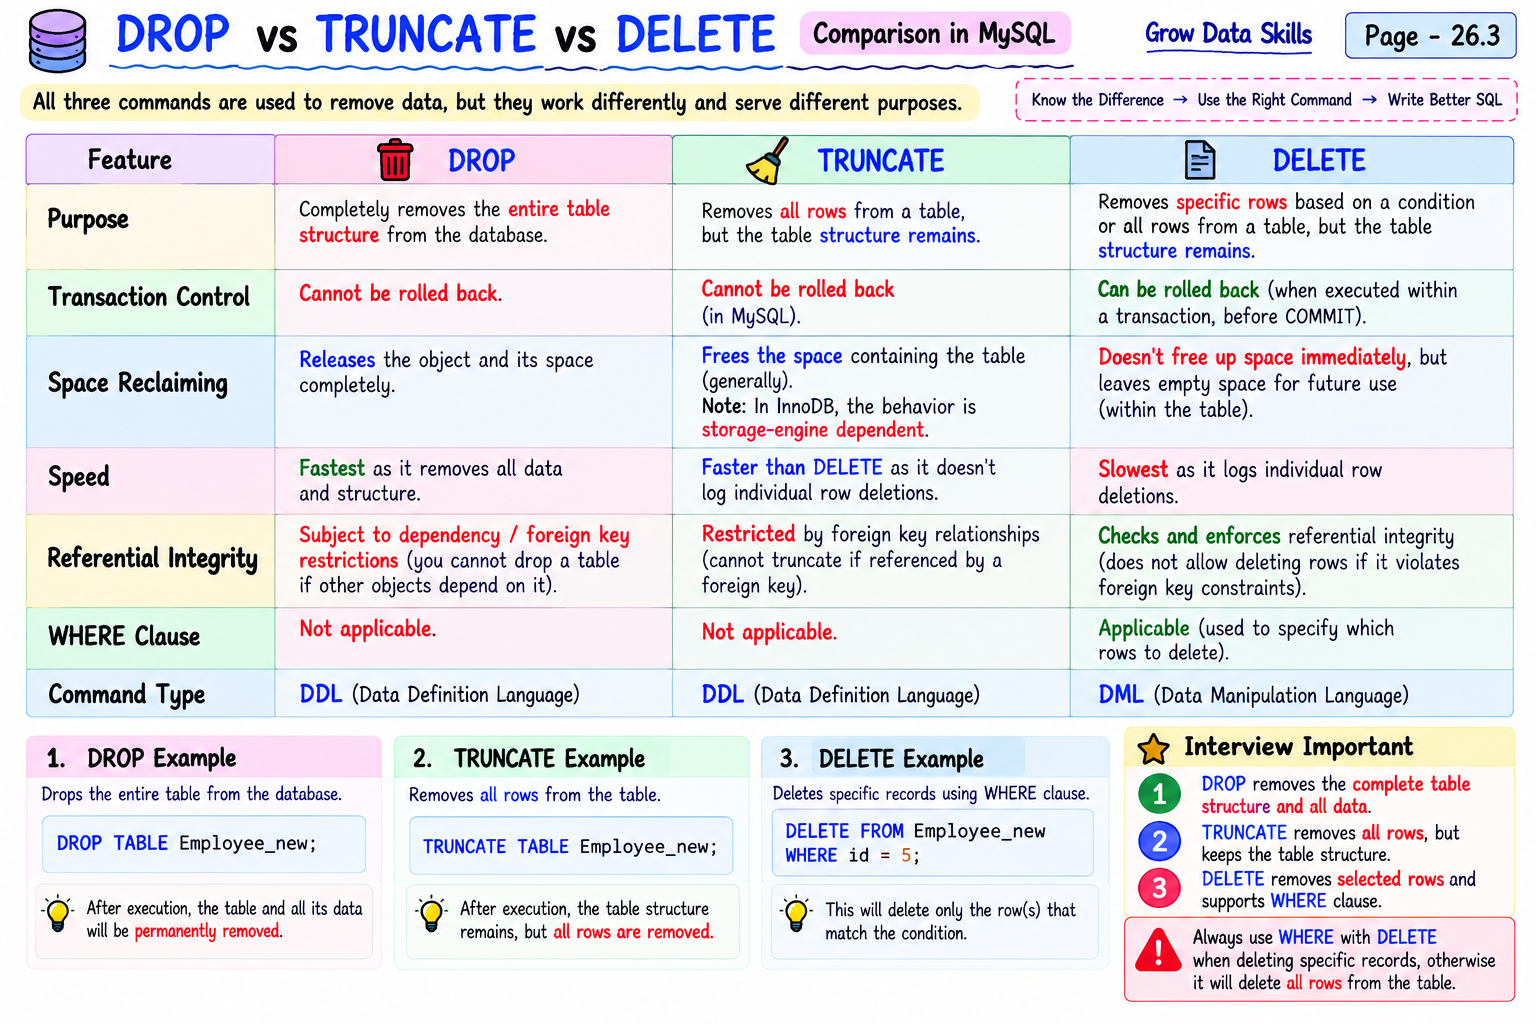 DROP vs TRUNCATE vs DELETE
Comparison in MySQL
Grow Data Skills
Page - 26.3
All three commands are used to remove data, but they work differently and serve different purposes.
Know the Difference → Use the Right Command → Write Better SQL
Feature
DROP
TRUNCATE
DELETE
Purpose
Completely removes the entire table
structure from the database.
Removes all rows from a table,
but the table structure remains.
Removes specific rows based on a condition
or all rows from a table, but the table
structure remains.
Transaction Control
Cannot be rolled back.
Cannot be rolled back
(in MySQL).
Can be rolled back (when executed within
a transaction, before COMMIT).
Space Reclaiming
Releases the object and its space
completely.
Frees the space containing the table
(generally).
Note: In InnoDB, the behavior is
storage-engine dependent.
Doesn't free up space immediately, but
leaves empty space for future use
(within the table).
Speed
Fastest as it removes all data
and structure.
Faster than DELETE as it doesn't
log individual row deletions.
Slowest as it logs individual row
deletions.
Referential Integrity
Subject to dependency / foreign key
restrictions (you cannot drop a table
if other objects depend on it).
Restricted by foreign key relationships
(cannot truncate if referenced by a
foreign key).
Checks and enforces referential integrity
(does not allow deleting rows if it violates
foreign key constraints).
WHERE Clause
Not applicable.
Not applicable.
Applicable (used to specify which
rows to delete).
Command Type
DDL (Data Definition Language)
DDL (Data Definition Language)
DML (Data Manipulation Language)
1. DROP Example
Drops the entire table from the database.
DROP TABLE Employee_new;
After execution, the table and all its data
will be permanently removed.
2. TRUNCATE Example
Removes all rows from the table.
TRUNCATE TABLE Employee_new;
After execution, the table structure
remains, but all rows are removed.
3. DELETE Example
Deletes specific records using WHERE clause.
DELETE FROM Employee_new
WHERE id = 5;
This will delete only the row(s) that
match the condition.
Interview Important
1 DROP removes the complete table
structure and all data.
2 TRUNCATE removes all rows, but
keeps the table structure.
3 DELETE removes selected rows and
supports WHERE clause.
Always use WHERE with DELETE
when deleting specific records, otherwise
it will delete all rows from the table.